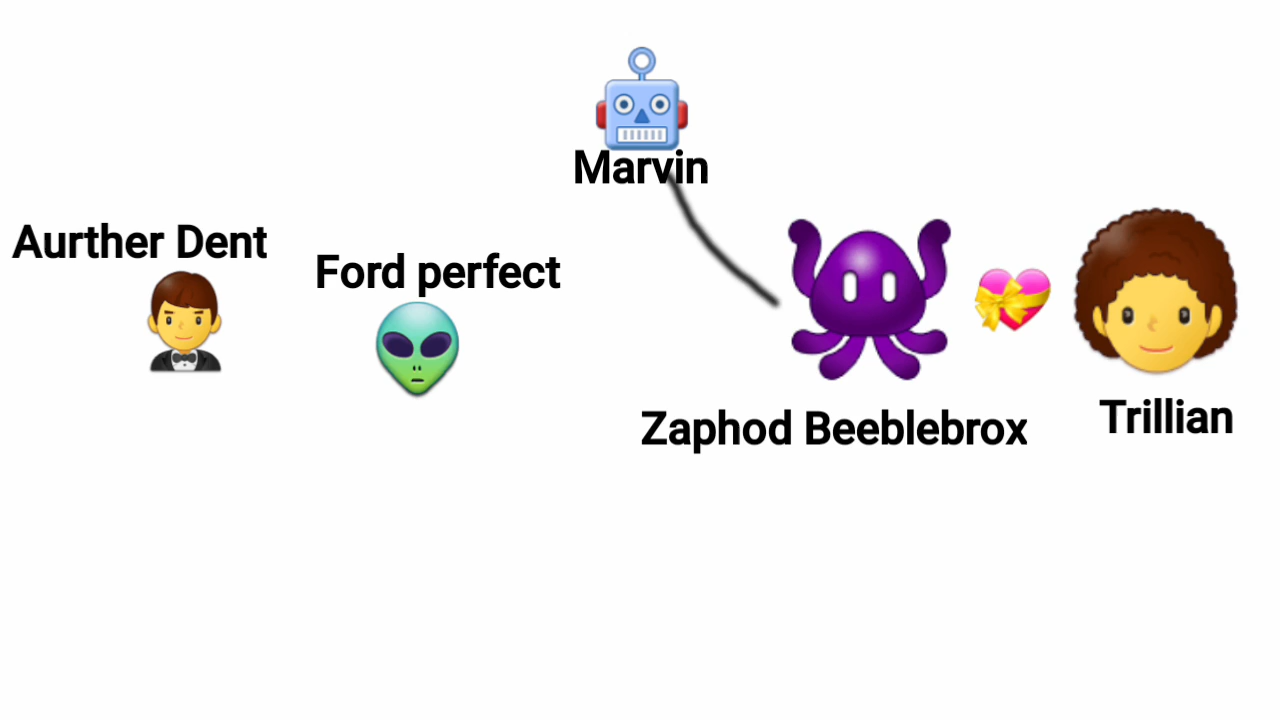 Marvin
Aurther Dent
Ford perfect
Zaphod Beeblebrox
Trillian